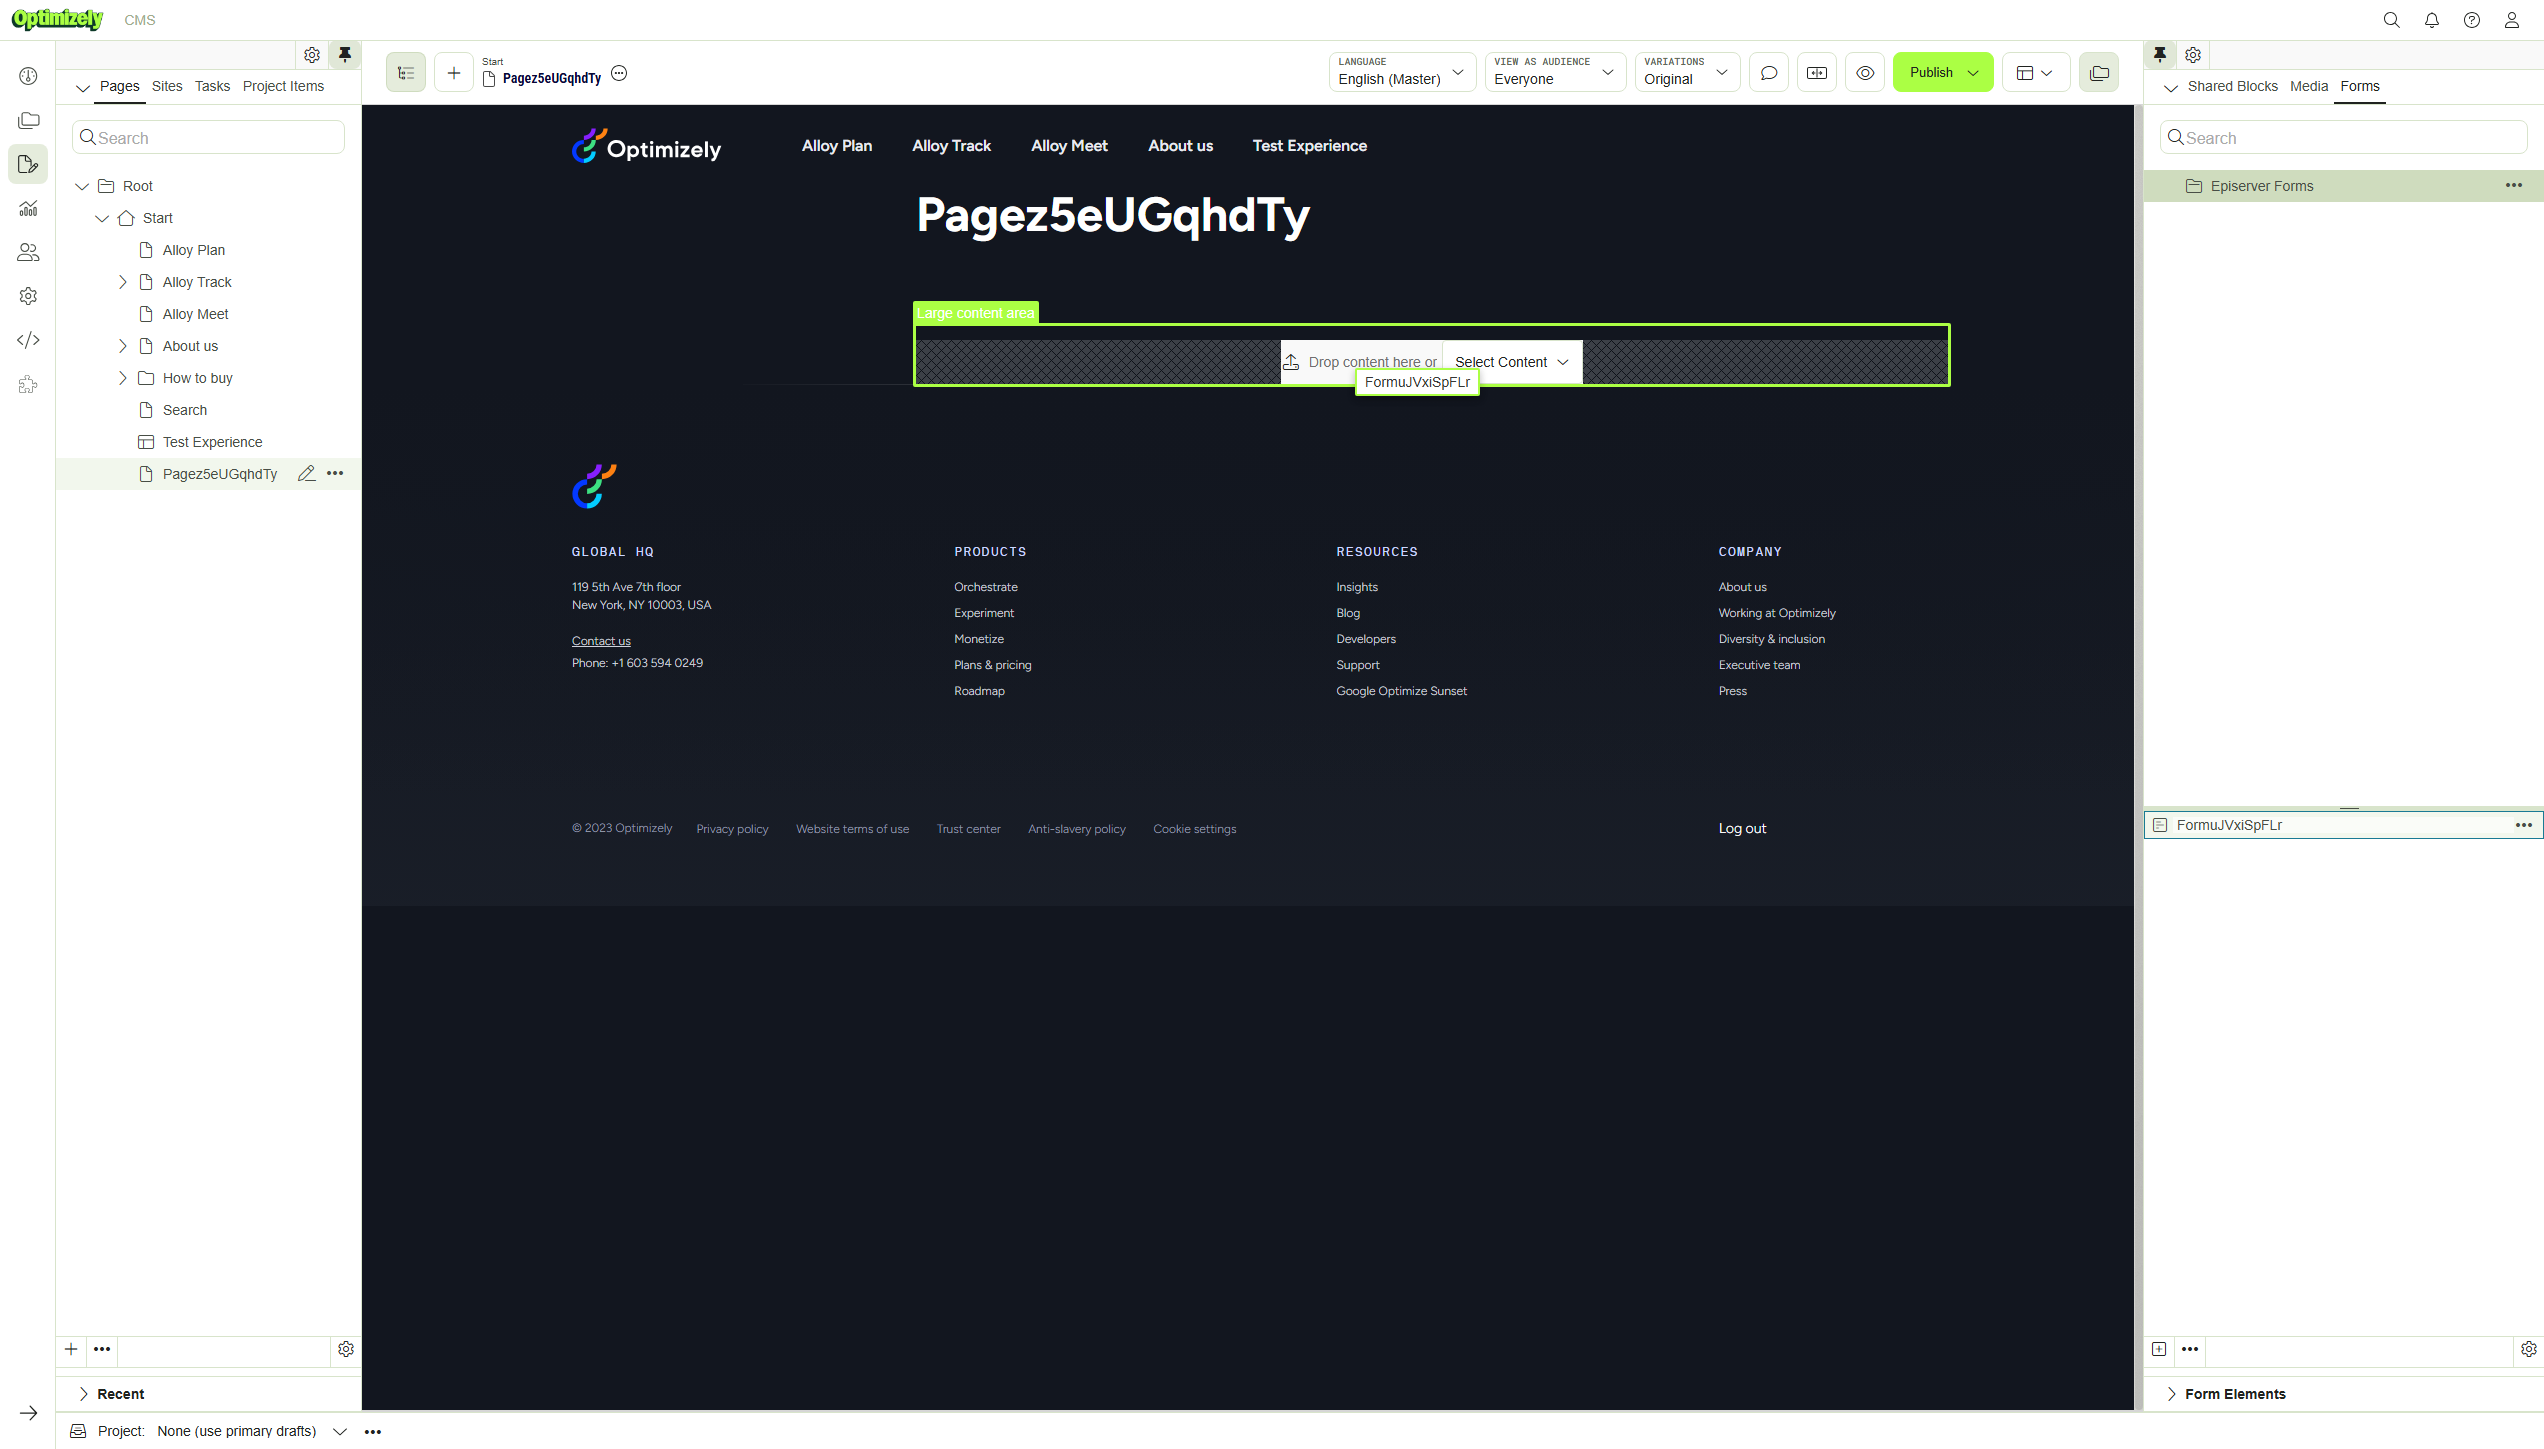 Optimizely CMS
Pages Sites Tasks Project Items
Search
Root
Start
Alloy Plan
Alloy Track
Alloy Meet
About us
How to buy
Search
Test Experience
Pagez5eUGqhdTy
Recent
Project: None (use primary drafts)
Start
Pagez5eUGqhdTy
LANGUAGE
English (Master)
VIEW AS AUDIENCE
Everyone
VARIATIONS
Original
Publish
Optimizely
Alloy Plan Alloy Track Alloy Meet About us Test Experience
Pagez5eUGqhdTy
Large content area
Drop content here or Select Content
FormuJVxiSpFLr
GLOBAL HQ
119 5th Ave 7th floor
New York, NY 10003, USA
Contact us
Phone: +1 603 594 0249
PRODUCTS
Orchestrate
Experiment
Monetize
Plans & pricing
Roadmap
RESOURCES
Insights
Blog
Developers
Support
Google Optimize Sunset
COMPANY
About us
Working at Optimizely
Diversity & inclusion
Executive team
Press
© 2023 Optimizely Privacy policy Website terms of use Trust center Anti-slavery policy Cookie settings Log out
Shared Blocks Media Forms
Search
Episerver Forms
FormuJVxiSpFLr
Form Elements